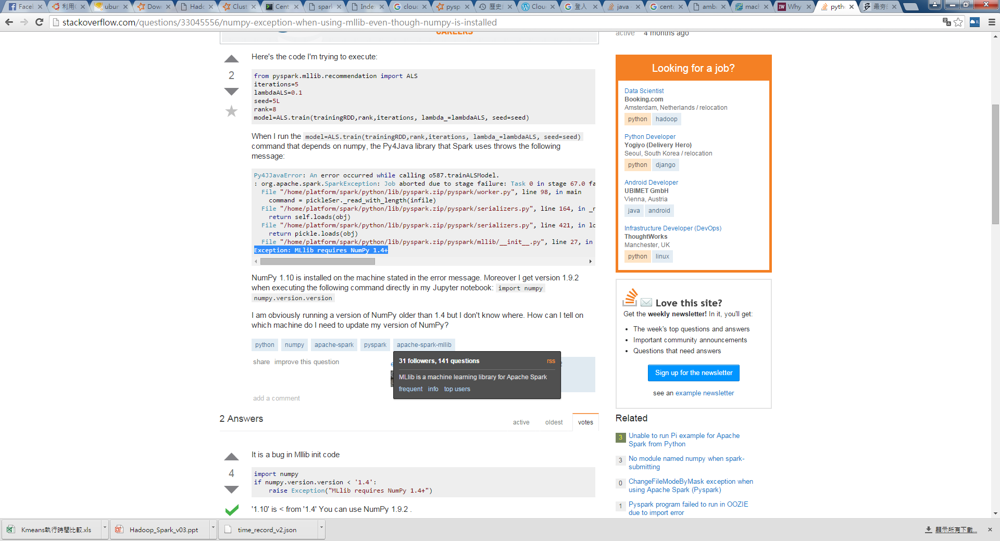 Facel
利用C
ubun
Dow
Hado
Clust
Cent
spark
Index
cloud
pysp
歷史
Clou
登入
java
cent
amb
mach
Why
pyth
stackoverflow.com/questions/33045556/numpy-exception-when-using-mllib-even-though-numpy-is-installed
CAREERS
active 4 months ago
Here's the code I'm trying to execute:
2
from pyspark.mllib.recommendation import ALS
iterations=5
lambdaALS=0.1
seed=5L
rank=8
model=ALS.train(trainingRDD,rank,iterations, lambda_=lambdaALS, seed=seed)
When I run the model=ALS.train(trainingRDD,rank,iterations, lambda_=lambdaALS, seed=seed)
command that depends on numpy, the Py4Java library that Spark uses throws the following
message:
Py4JJavaError: An error occurred while calling o587.trainALSModel.
: org.apache.spark.SparkException: Job aborted due to stage failure: Task 0 in stage 67.0 fa
File "/home/platform/spark/python/lib/pyspark.zip/pyspark/worker.py", line 98, in main
command = pickleSer._read_with_length(infile)
File "/home/platform/spark/python/lib/pyspark.zip/pyspark/serializers.py", line 164, in _r
return self.loads(obj)
File "/home/platform/spark/python/lib/pyspark.zip/pyspark/serializers.py", line 421, in lo
return pickle.loads(obj)
File "/home/platform/spark/python/lib/pyspark.zip/pyspark/mllib/__init__.py", line 27, in
Exception: MLlib requires NumPy 1.4+
NumPy 1.10 is installed on the machine stated in the error message. Moreover I get version 1.9.2
when executing the following command directly in my Jupyter notebook: import numpy
numpy.version.version
I am obviously running a version of NumPy older than 1.4 but I don't know where. How can I tell on
which machine do I need to update my version of NumPy?
python numpy apache-spark pyspark apache-spark-mllib
share improve this question
31 followers, 141 questions rss
MLlib is a machine learning library for Apache Spark
frequent info top users
add a comment
2 Answers
active oldest votes
It is a bug in Mllib init code
4
import numpy
if numpy.version.version < '1.4':
raise Exception("MLlib requires NumPy 1.4+")
'1.10' is < from '1.4' You can use NumPy 1.9.2 .
Looking for a job?
Data Scientist
Booking.com
Amsterdam, Netherlands / relocation
python hadoop
Python Developer
Yogiyo (Delivery Hero)
Seoul, South Korea / relocation
python django
Android Developer
UBIMET GmbH
Vienna, Austria
java android
Infrastructure Developer (DevOps)
ThoughtWorks
Manchester, UK
python linux
Love this site?
Get the weekly newsletter! In it, you'll get:
• The week's top questions and answers
• Important community announcements
• Questions that need answers
Sign up for the newsletter
see an example newsletter
Related
3 Unable to run Pi example for Apache
Spark from Python
3 No module named numpy when spark-
submitting
0 ChangeFileModeByMask exception when
using Apache Spark (Pyspark)
1 Pyspark program failed to run in OOZIE
due to import error
Kmeans執行時間比較.xls
Hadoop_Spark_v03.ppt
time_record_v2.json
顯示所有下載...